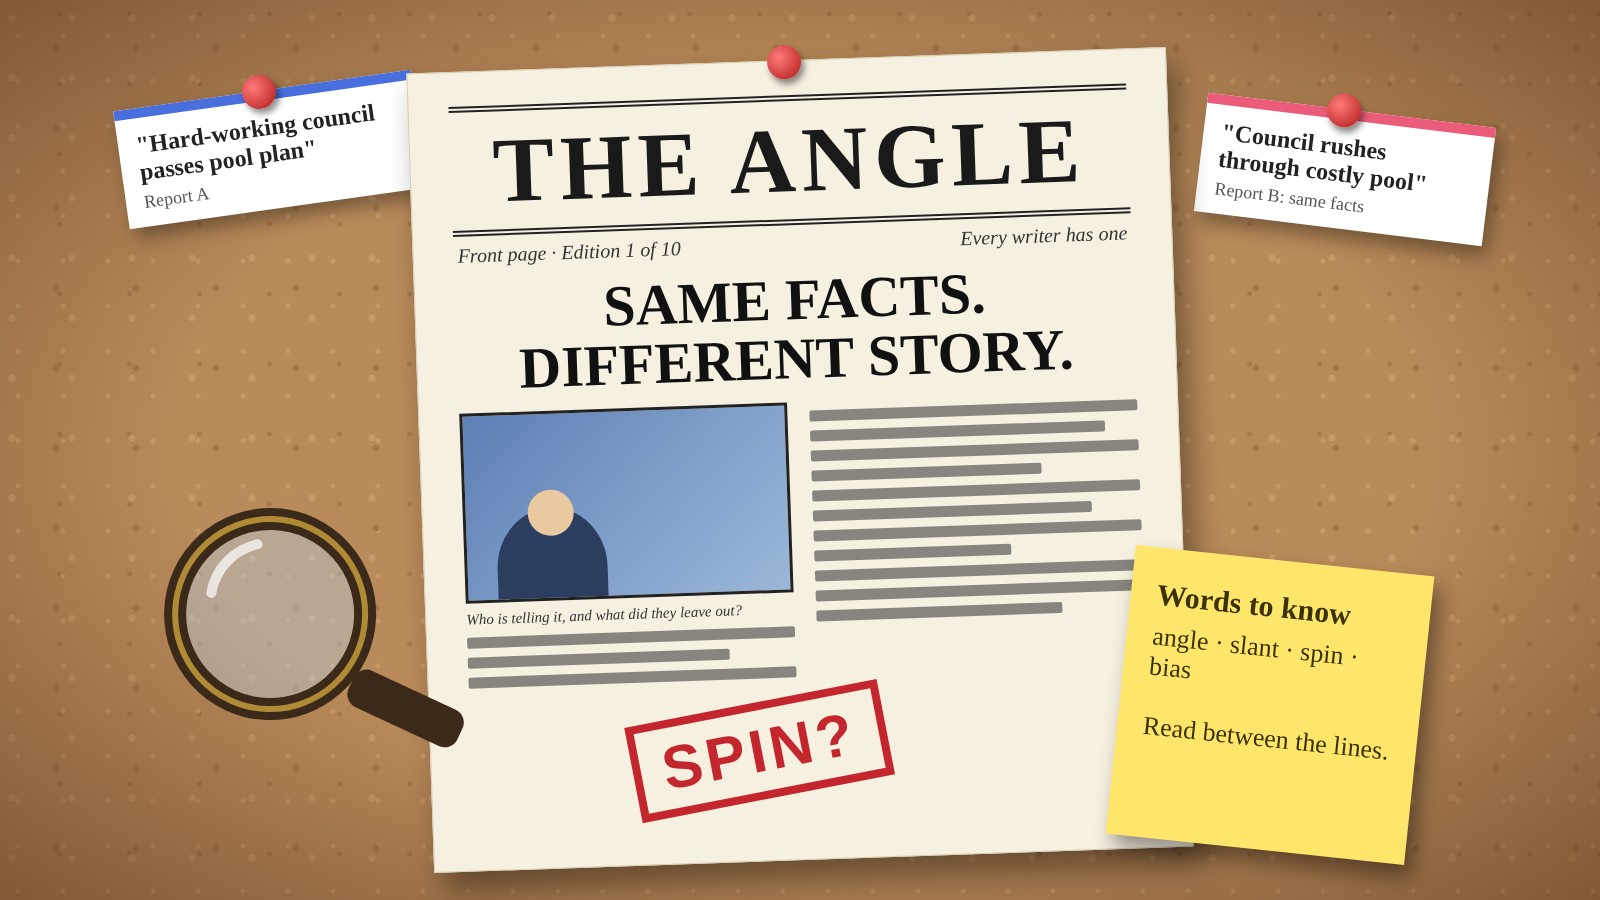 "Hard-working council
passes pool plan"
Report A
THE ANGLE
Front page · Edition 1 of 10
Every writer has one
SAME FACTS.
DIFFERENT STORY.
Who is telling it, and what did they leave out?
SPIN?
"Council rushes
through costly pool"
Report B: same facts
Words to know
angle · slant · spin ·
bias
Read between the lines.